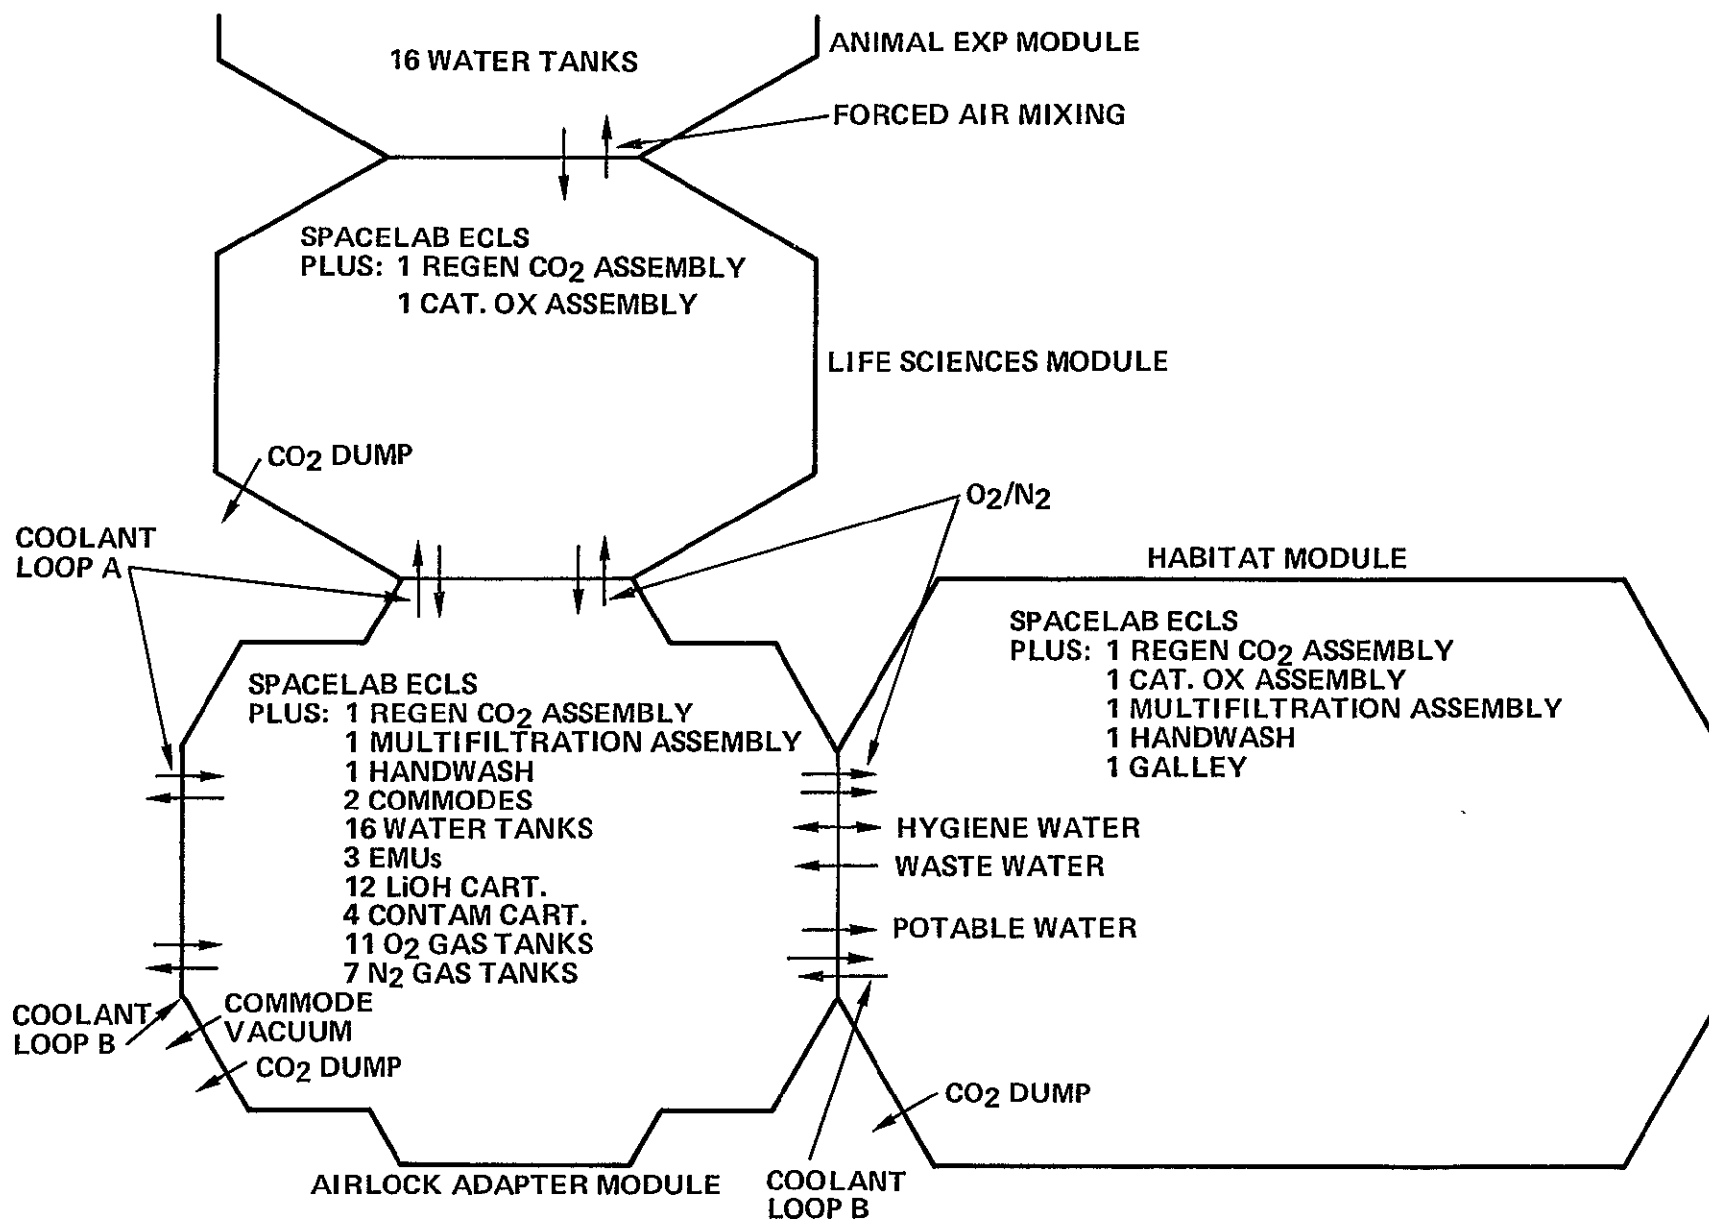 16 WATER TANKS
ANIMAL EXP MODULE
FORCED AIR MIXING
SPACELAB ECLS
PLUS: 1 REGEN CO2 ASSEMBLY
1 CAT. OX ASSEMBLY
LIFE SCIENCES MODULE
CO2 DUMP
O2/N2
COOLANT
LOOP A
HABITAT MODULE
SPACELAB ECLS
PLUS: 1 REGEN CO2 ASSEMBLY
1 CAT. OX ASSEMBLY
1 MULTIFILTRATION ASSEMBLY
1 HANDWASH
1 GALLEY
SPACELAB ECLS
PLUS: 1 REGEN CO2 ASSEMBLY
1 MULTIFILTRATION ASSEMBLY
1 HANDWASH
2 COMMODES
16 WATER TANKS
3 EMUs
12 LiOH CART.
4 CONTAM CART.
11 O2 GAS TANKS
7 N2 GAS TANKS
HYGIENE WATER
WASTE WATER
POTABLE WATER
COOLANT
LOOP B
COMMODE
VACUUM
CO2 DUMP
CO2 DUMP
AIRLOCK ADAPTER MODULE
COOLANT
LOOP B